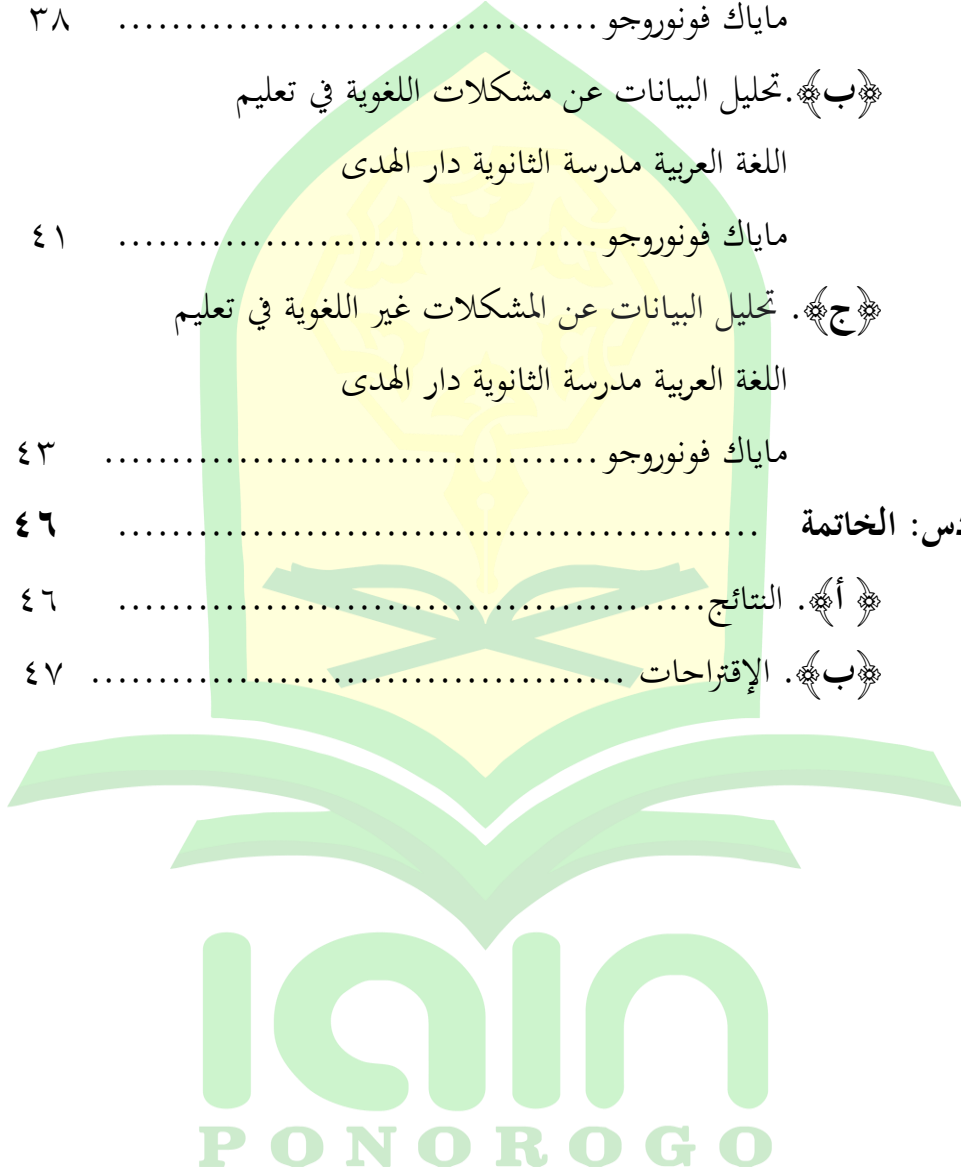 ماياك فونوروجو .................................... ٣٨
﴿ب﴾.تحليل البيانات عن مشكلات اللغوية في تعليم
اللغة العربية مدرسة الثانوية دار الهدى
ماياك فونوروجو .................................... ٤١
﴿ج﴾. تحليل البيانات عن المشكلات غير اللغوية في تعليم
اللغة العربية مدرسة الثانوية دار الهدى
ماياك فونوروجو ..................................... ٤٣
دس: الخاتمة ................................................ ٤٦
﴿أ﴾. النتائج............................................ ٤٦
﴿ب﴾. الإقتراحات ........................................ ٤٧
iain
PONOROGO